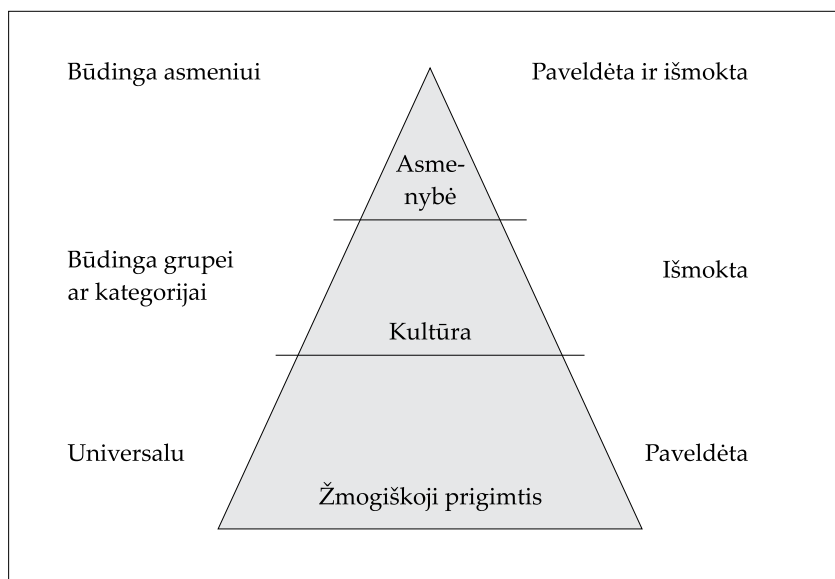 Būdinga asmeniui
Paveldėta ir išmokta
Asme-
nybė
Būdinga grupei
ar kategorijai
Išmokta
Kultūra
Universalu
Paveldėta
Žmogiškoji prigimtis